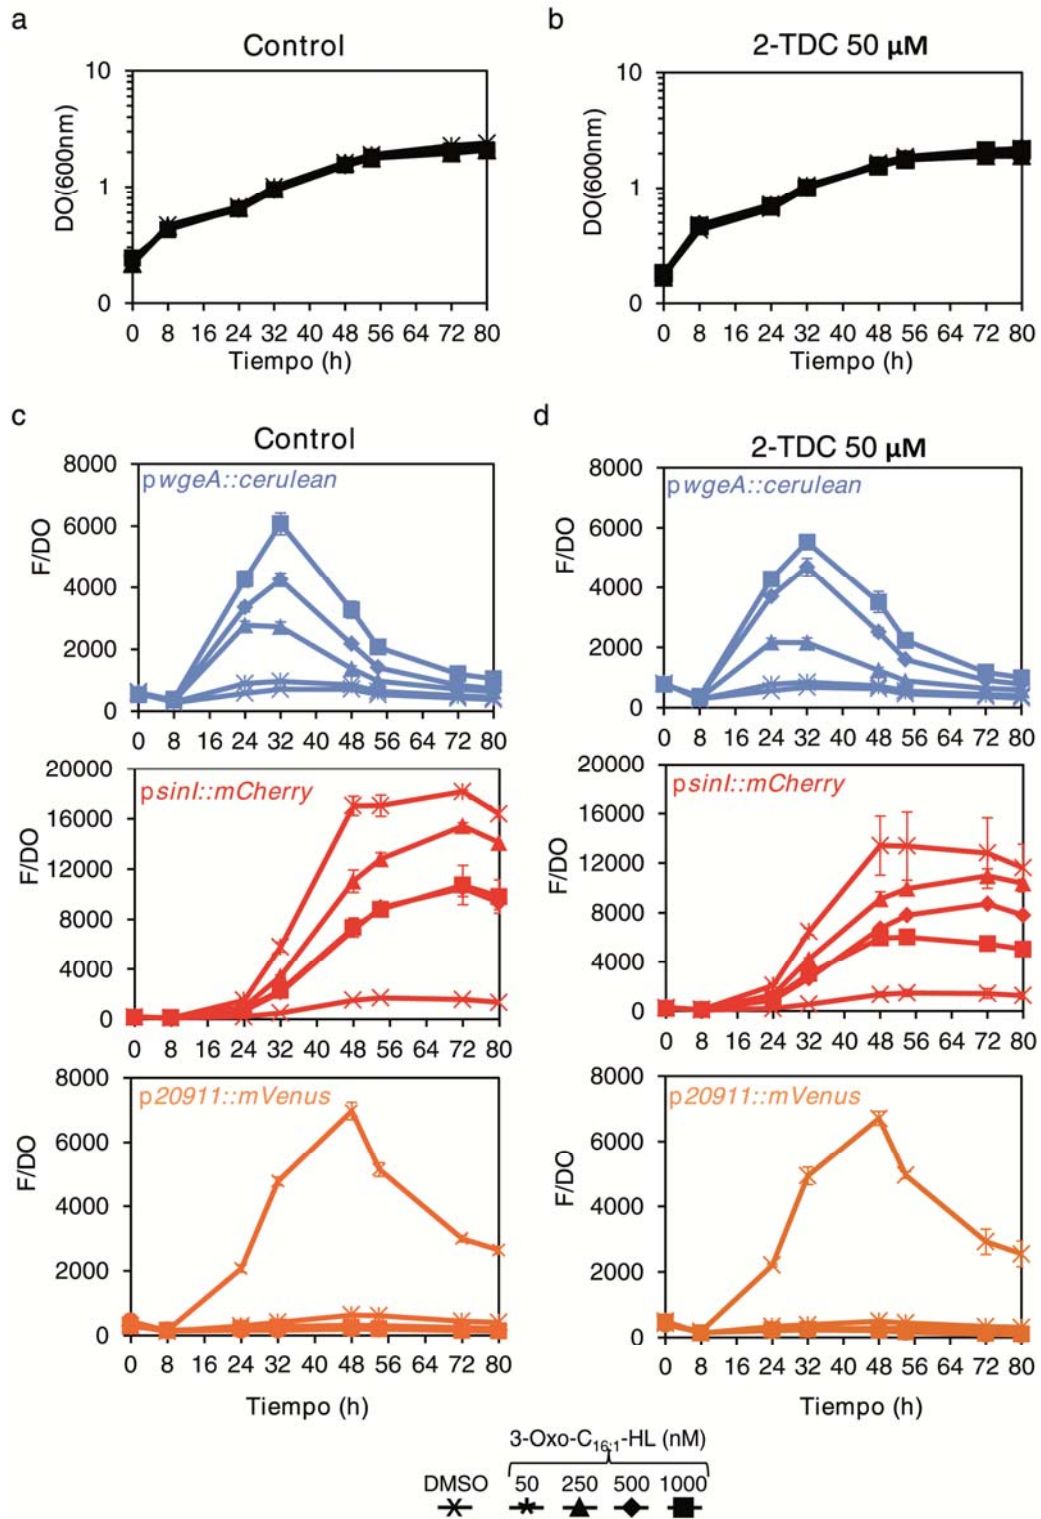 a
b
Control
2-TDC 50 µM
10
1
0
DO(600nm)
0 8 16 24 32 40 48 56 64 72 80
Tiempo (h)
10
1
0
DO(600nm)
0 8 16 24 32 40 48 56 64 72 80
Tiempo (h)
c
d
Control
2-TDC 50 µM
8000
6000
4000
2000
0
F/DO
pwgeA::cerulean
0 8 16 24 32 40 48 56 64 72 80
8000
6000
4000
2000
0
F/DO
pwgeA::cerulean
0 8 16 24 32 40 48 56 64 72 80
20000
16000
12000
8000
4000
0
F/DO
psinI::mCherry
0 8 16 24 32 40 48 56 64 72 80
20000
16000
12000
8000
4000
0
F/DO
psinI::mCherry
0 8 16 24 32 40 48 56 64 72 80
8000
6000
4000
2000
0
F/DO
p20911::mVenus
0 8 16 24 32 40 48 56 64 72 80
Tiempo (h)
8000
6000
4000
2000
0
F/DO
p20911::mVenus
0 8 16 24 32 40 48 56 64 72 80
Tiempo (h)
3-Oxo-C16:1-HL (nM)
DMSO 50 250 500 1000